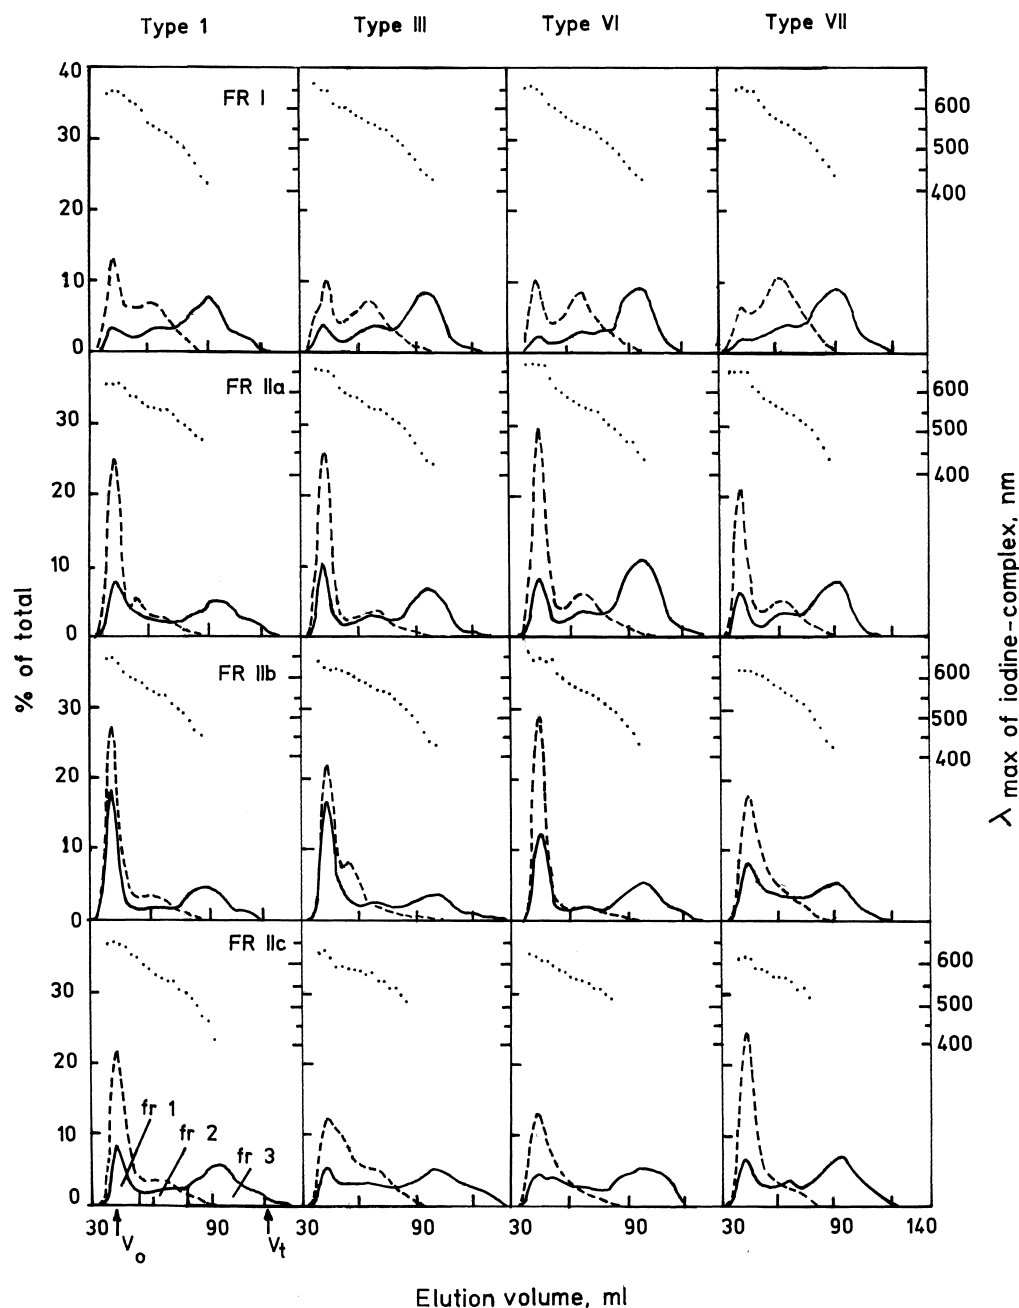 Type 1 Type III Type VI Type VII
40 FR I
600
30 500
400
20
10
0
FR IIa 600
30 500
400
20
10
0
FR IIb 600
30 500
400
20
10
0
FR IIc 600
30 500
400
20
fr 1
10 fr 2
fr 3
0
30 90 30 90 30 90 30 90 140
Vo Vt
Elution volume, ml
% of total
λ max of iodine-complex, nm